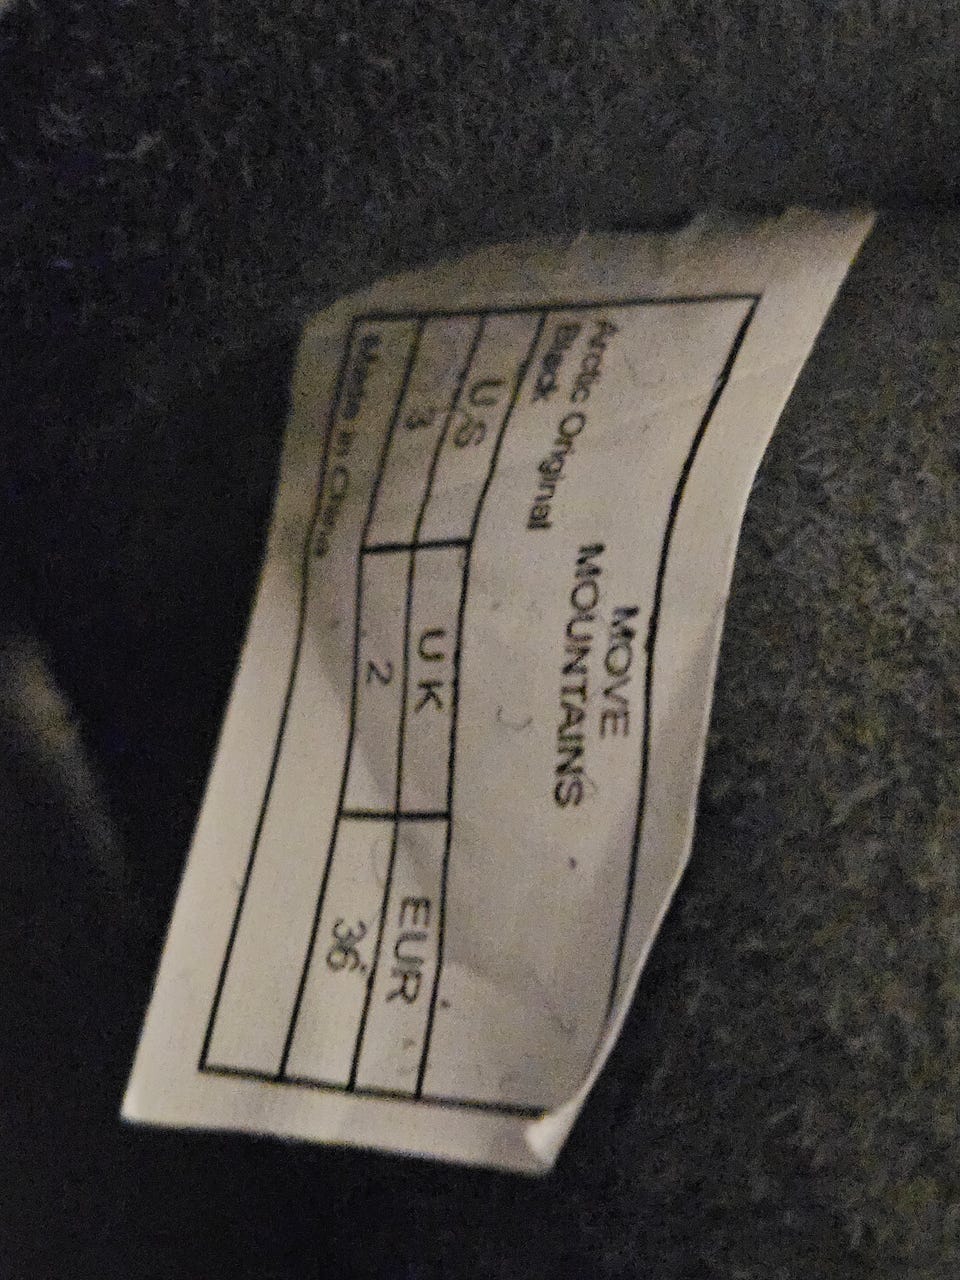 MOVE
MOUNTAINS
Arctic Original
Black
US UK EUR
3 2 36
Made in China